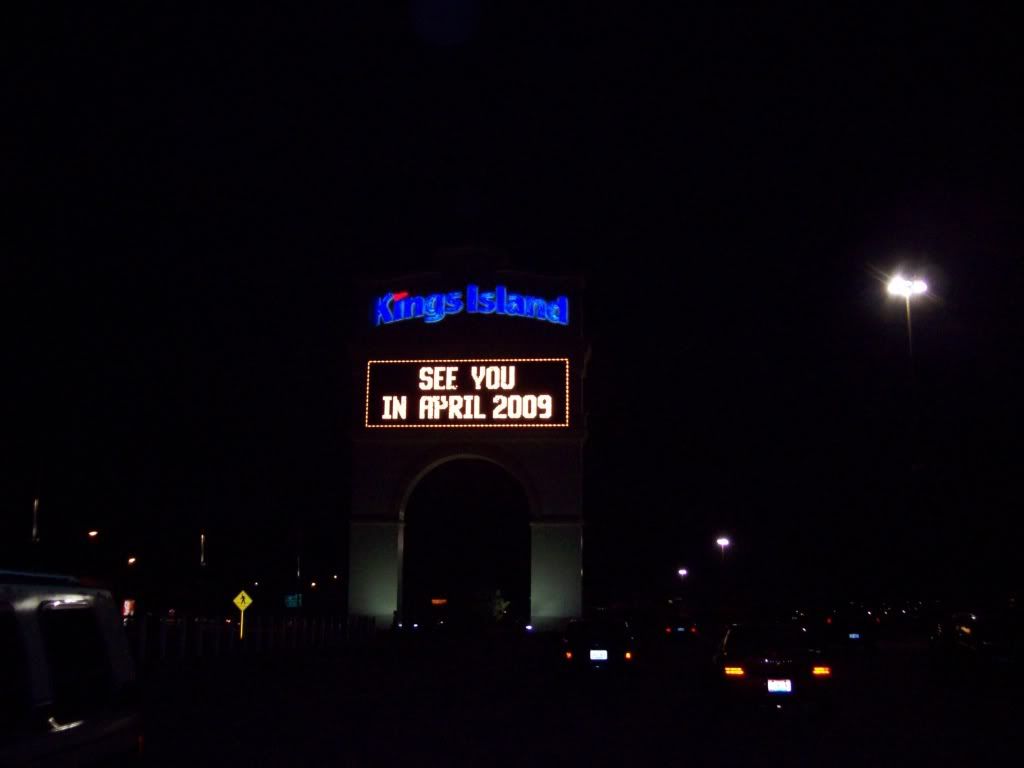 Kings Island
SEE YOU
IN APRIL 2009